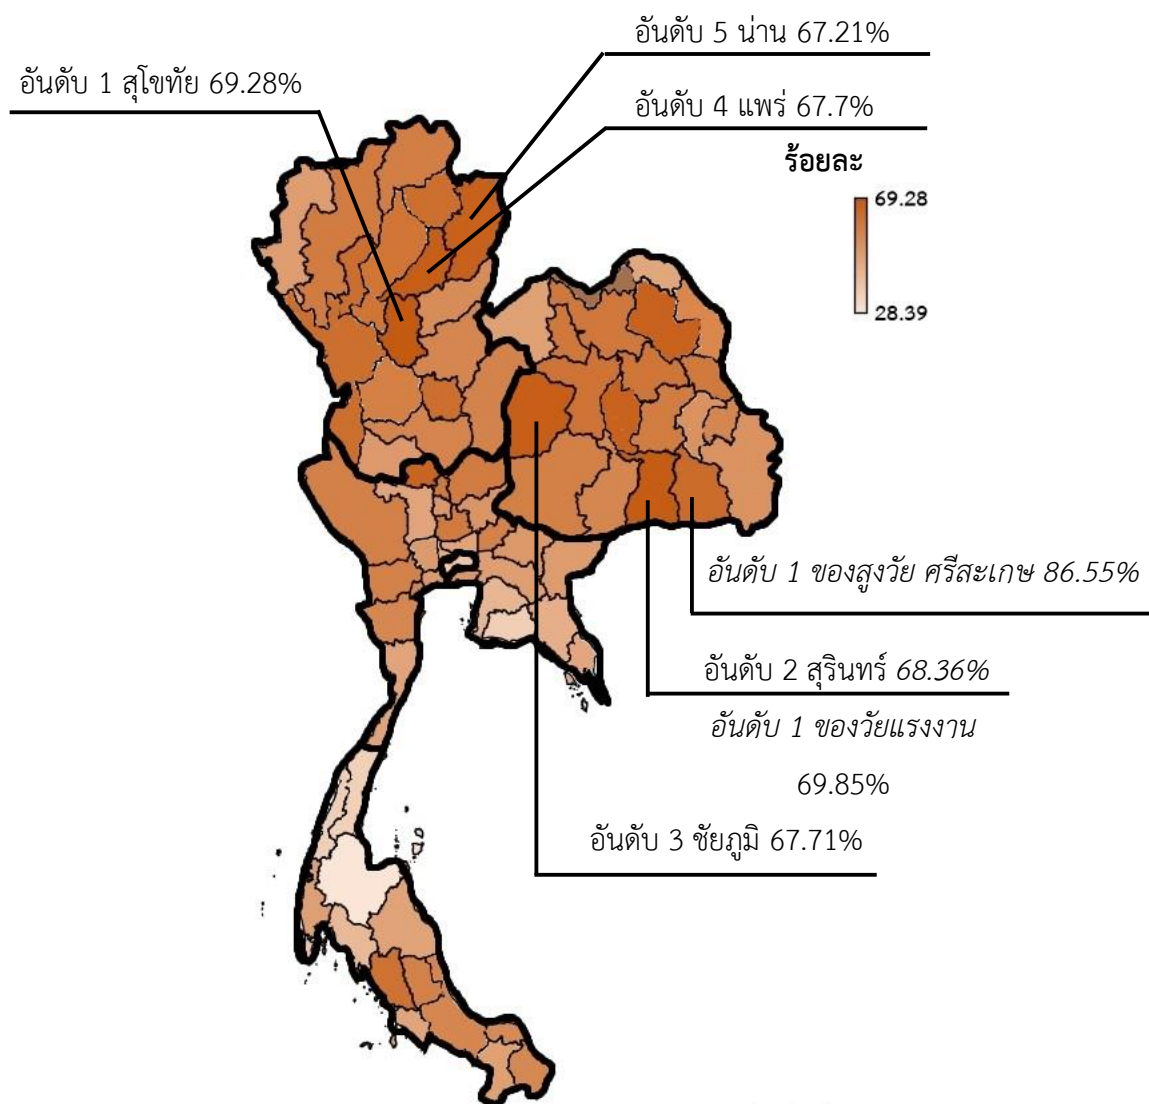 อันดับ 5 น่าน 67.21%
อันดับ 1 สุโขทัย 69.28%
อันดับ 4 แพร่ 67.7%
ร้อยละ
69.28
28.39
อันดับ 1 ของสูงวัย ศรีสะเกษ 86.55%
อันดับ 2 สุรินทร์ 68.36%
อันดับ 1 ของวัยแรงงาน
69.85%
อันดับ 3 ชัยภูมิ 67.71%